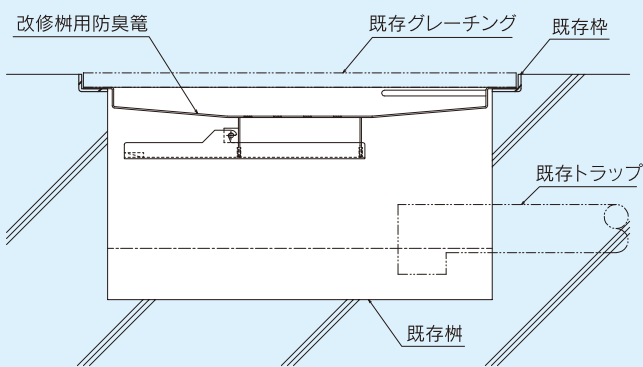 改修桝用防臭篭
既存グレーチング
既存枠
既存トラップ
既存桝